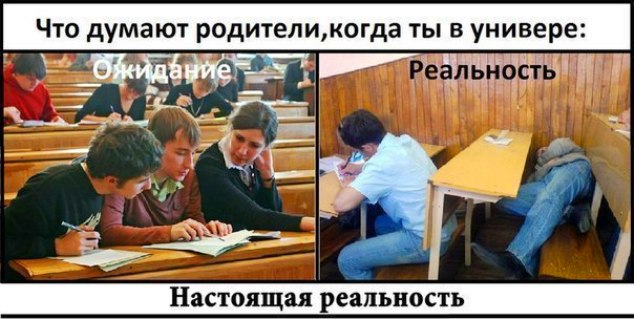 Что думают родители,когда ты в универе:
Ожидание
Реальность
Настоящая реальность